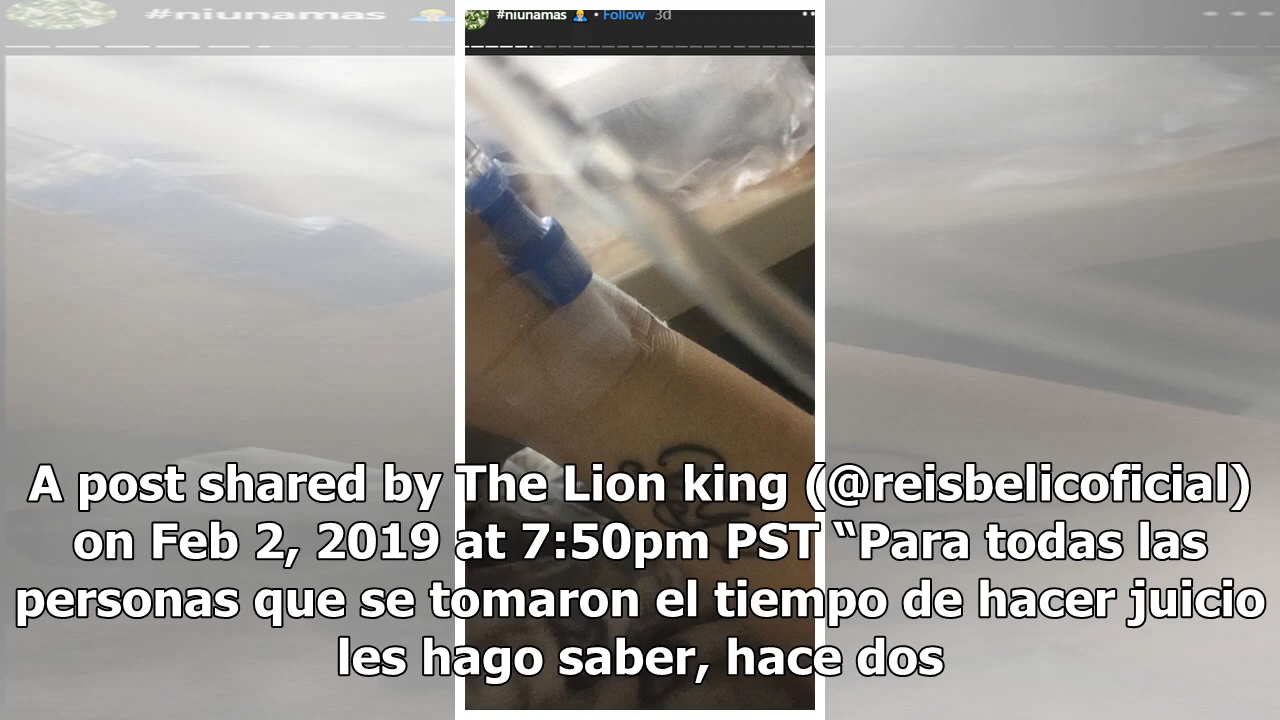 #niunamas
#niunamas • Follow 3d
A post shared by The Lion king (@reisbelicoficial)
on Feb 2, 2019 at 7:50pm PST “Para todas las
personas que se tomaron el tiempo de hacer juicio
les hago saber, hace dos